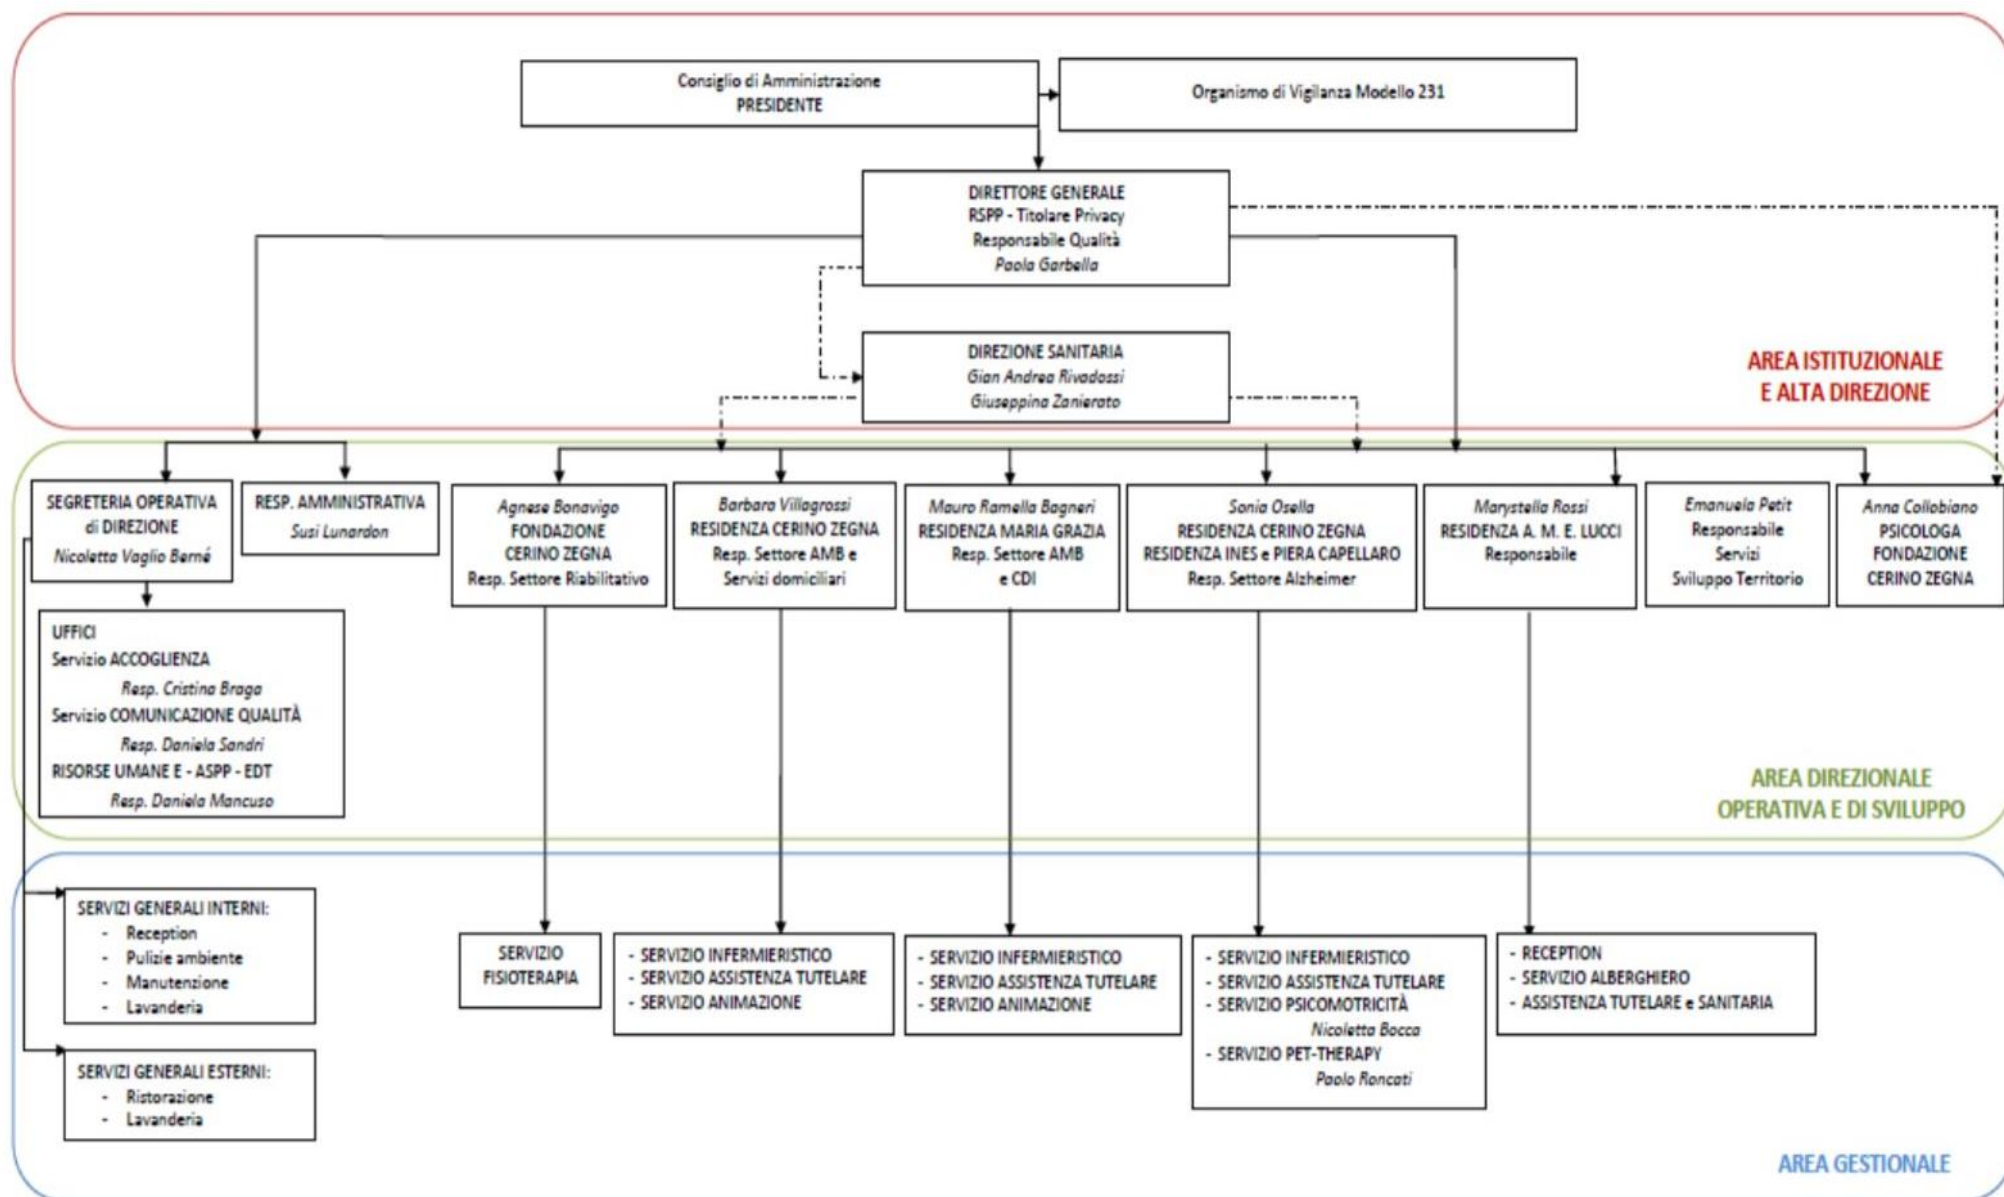 Consiglio di Amministrazione
PRESIDENTE
Organismo di Vigilanza Modello 231
DIRETTORE GENERALE
RSPP - Titolare Privacy
Responsabile Qualità
Paola Garbella
DIREZIONE SANITARIA
Gian Andrea Rivadossi
Giuseppina Zanierato
AREA ISTITUZIONALE
E ALTA DIREZIONE
SEGRETERIA OPERATIVA
di DIREZIONE
Nicoletta Vaglio Berné
RESP. AMMINISTRATIVA
Susi Lunardon
Agnese Bonavigo
FONDAZIONE
CERINO ZEGNA
Resp. Settore Riabilitativo
Barbara Villagrossi
RESIDENZA CERINO ZEGNA
Resp. Settore AMB e
Servizi domiciliari
Mauro Ramella Bagneri
RESIDENZA MARIA GRAZIA
Resp. Settore AMB
e CDI
Sonia Osella
RESIDENZA CERINO ZEGNA
RESIDENZA INES e PIERA CAPELLARO
Resp. Settore Alzheimer
Marystella Rossi
RESIDENZA A. M. E. LUCCI
Responsabile
Emanuela Petit
Responsabile
Servizi
Sviluppo Territorio
Anna Collobiano
PSICOLOGA
FONDAZIONE
CERINO ZEGNA
UFFICI
Servizio ACCOGLIENZA
Resp. Cristina Braga
Servizio COMUNICAZIONE QUALITÀ
Resp. Daniela Sandri
RISORSE UMANE E - ASPP - EDT
Resp. Daniela Mancuso
AREA DIREZIONALE
OPERATIVA E DI SVILUPPO
SERVIZI GENERALI INTERNI:
- Reception
- Pulizie ambiente
- Manutenzione
- Lavanderia
SERVIZI GENERALI ESTERNI:
- Ristorazione
- Lavanderia
SERVIZIO
FISIOTERAPIA
- SERVIZIO INFERMIERISTICO
- SERVIZIO ASSISTENZA TUTELARE
- SERVIZIO ANIMAZIONE
- SERVIZIO INFERMIERISTICO
- SERVIZIO ASSISTENZA TUTELARE
- SERVIZIO ANIMAZIONE
- SERVIZIO INFERMIERISTICO
- SERVIZIO ASSISTENZA TUTELARE
- SERVIZIO PSICOMOTRICITÀ
Nicoletta Bocca
- SERVIZIO PET-THERAPY
Paolo Roncati
- RECEPTION
- SERVIZIO ALBERGHIERO
- ASSISTENZA TUTELARE e SANITARIA
AREA GESTIONALE